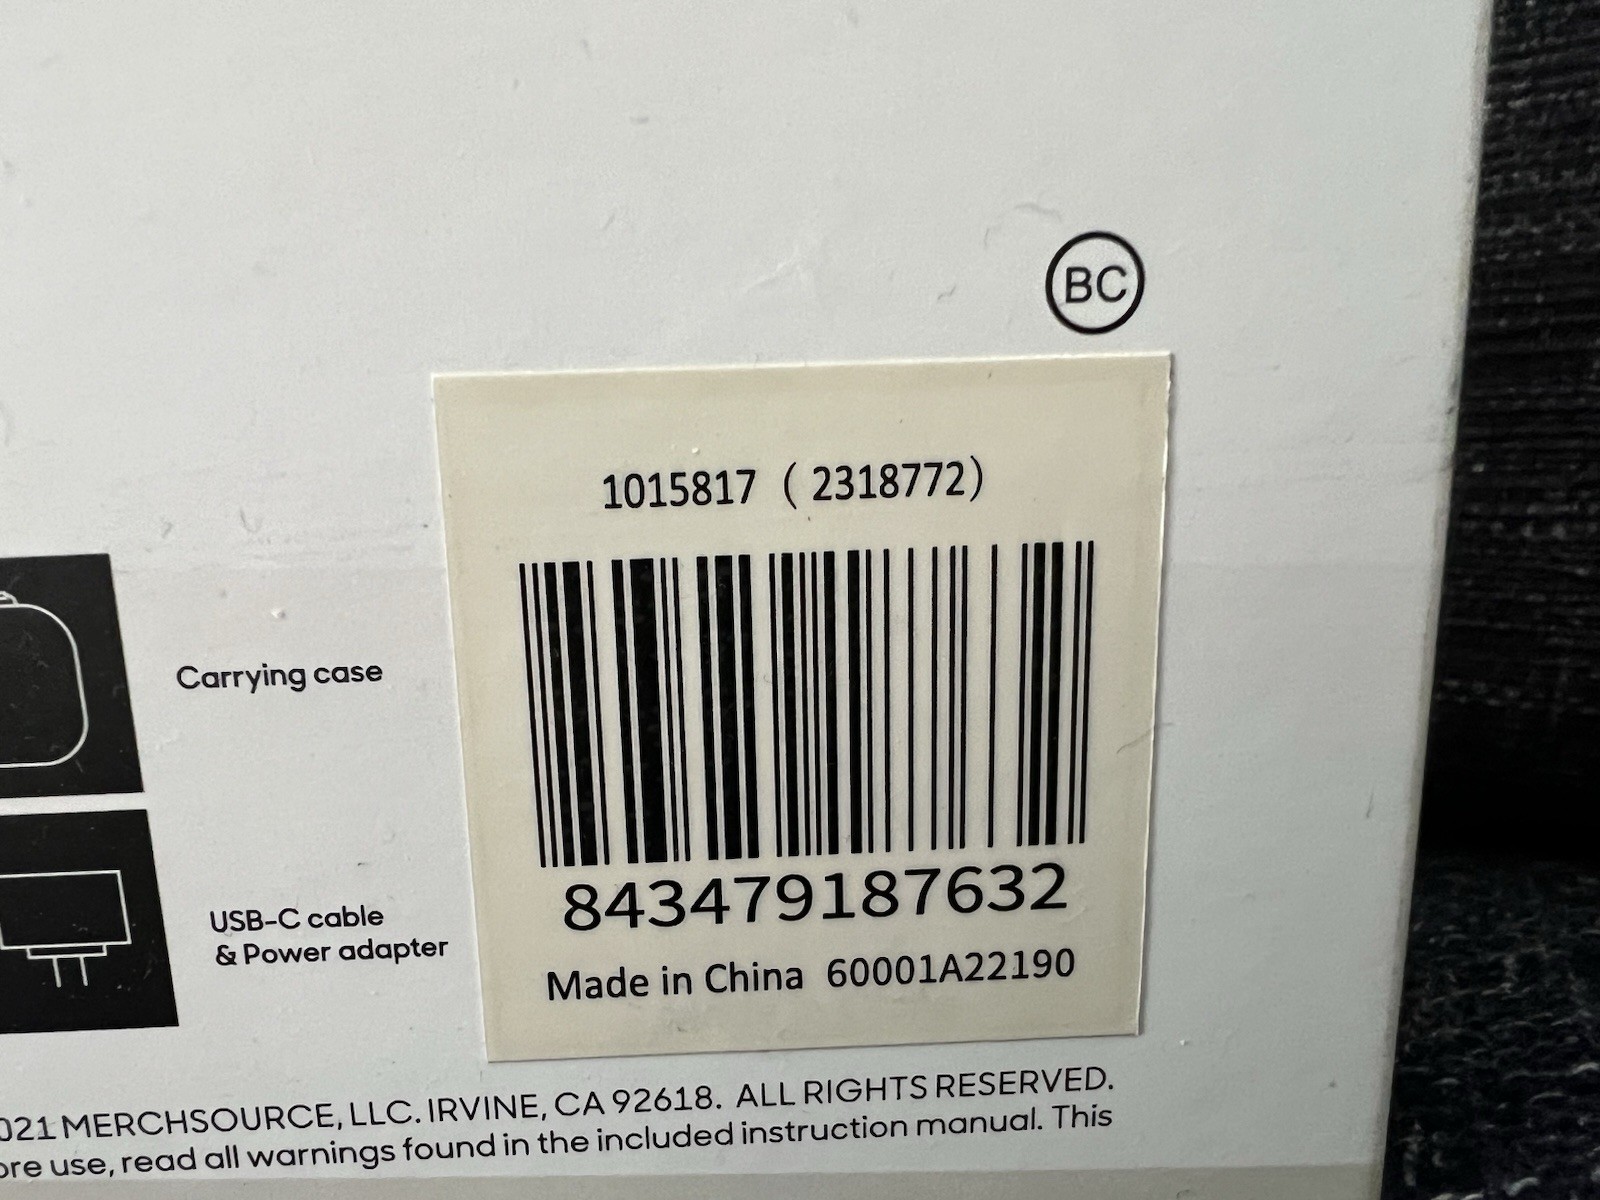 BC
1015817 ( 2318772)
843479187632
Made in China 60001A22190
Carrying case
USB-C cable
& Power adapter
021 MERCHSOURCE, LLC. IRVINE, CA 92618. ALL RIGHTS RESERVED.
use, read all warnings found in the included instruction manual. This